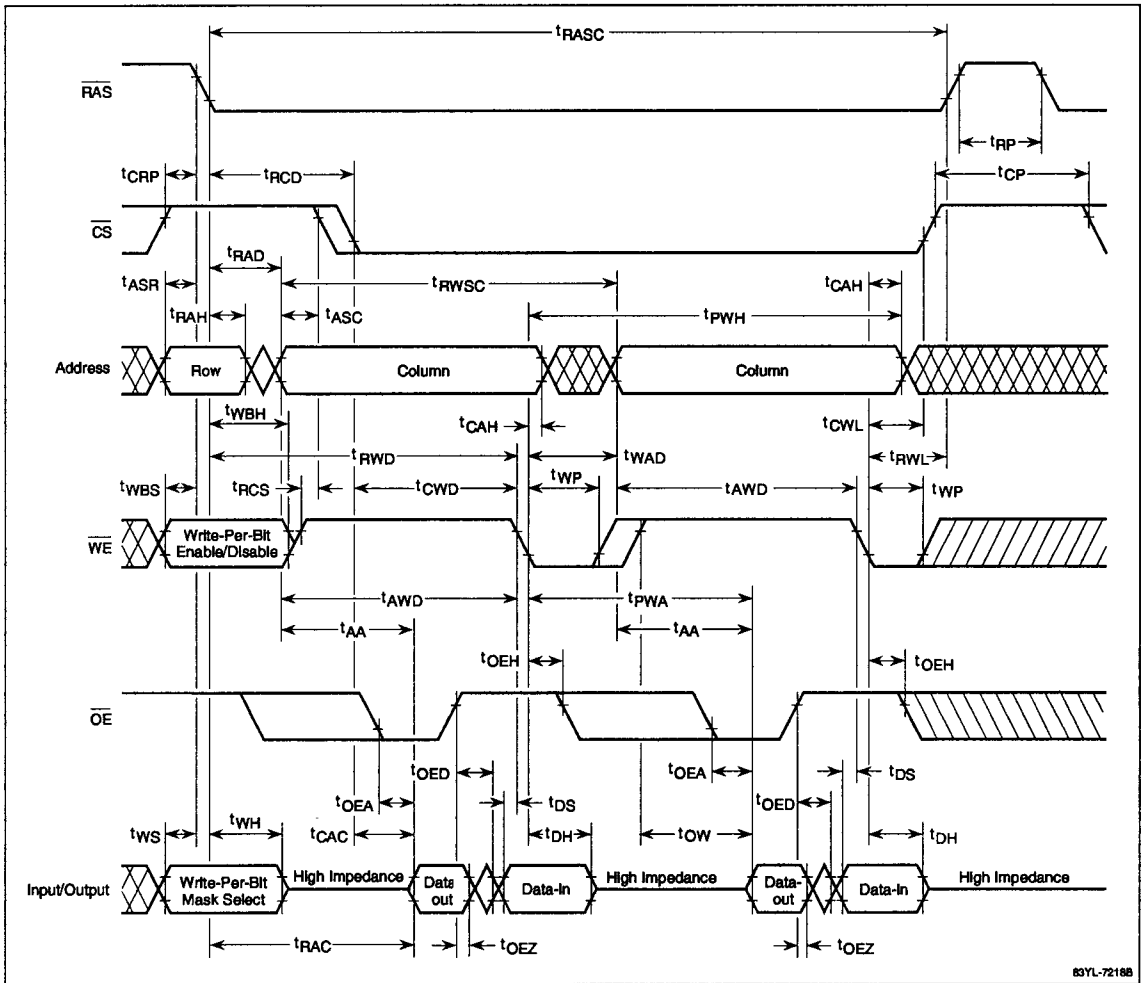 tRASC
RAS
tRP
tCRP
tRCD
tCP
CS
tRAD
tASR
tRWSC
tCAH
tRAH
tASC
tPWH
Address
Row
Column
Column
tWBH
tCAH
tCWL
tRWD
tWAD
tRWL
tWBS
tRCS
tCWD
tWP
tAWD
tWP
WE
Write-Per-Bit
Enable/Disable
tAWD
tPWA
tAA
tAA
tOEH
tOEH
OE
tOED
tOEA
tDS
tOEA
tOED
tDS
tWS
tWH
tCAC
tDH
tOW
tDH
Input/Output
Write-Per-Bit
Mask Select
High Impedance
Data
out
Data-In
High Impedance
Data-
out
Data-In
High Impedance
tRAC
tOEZ
tOEZ
83YL-7218B